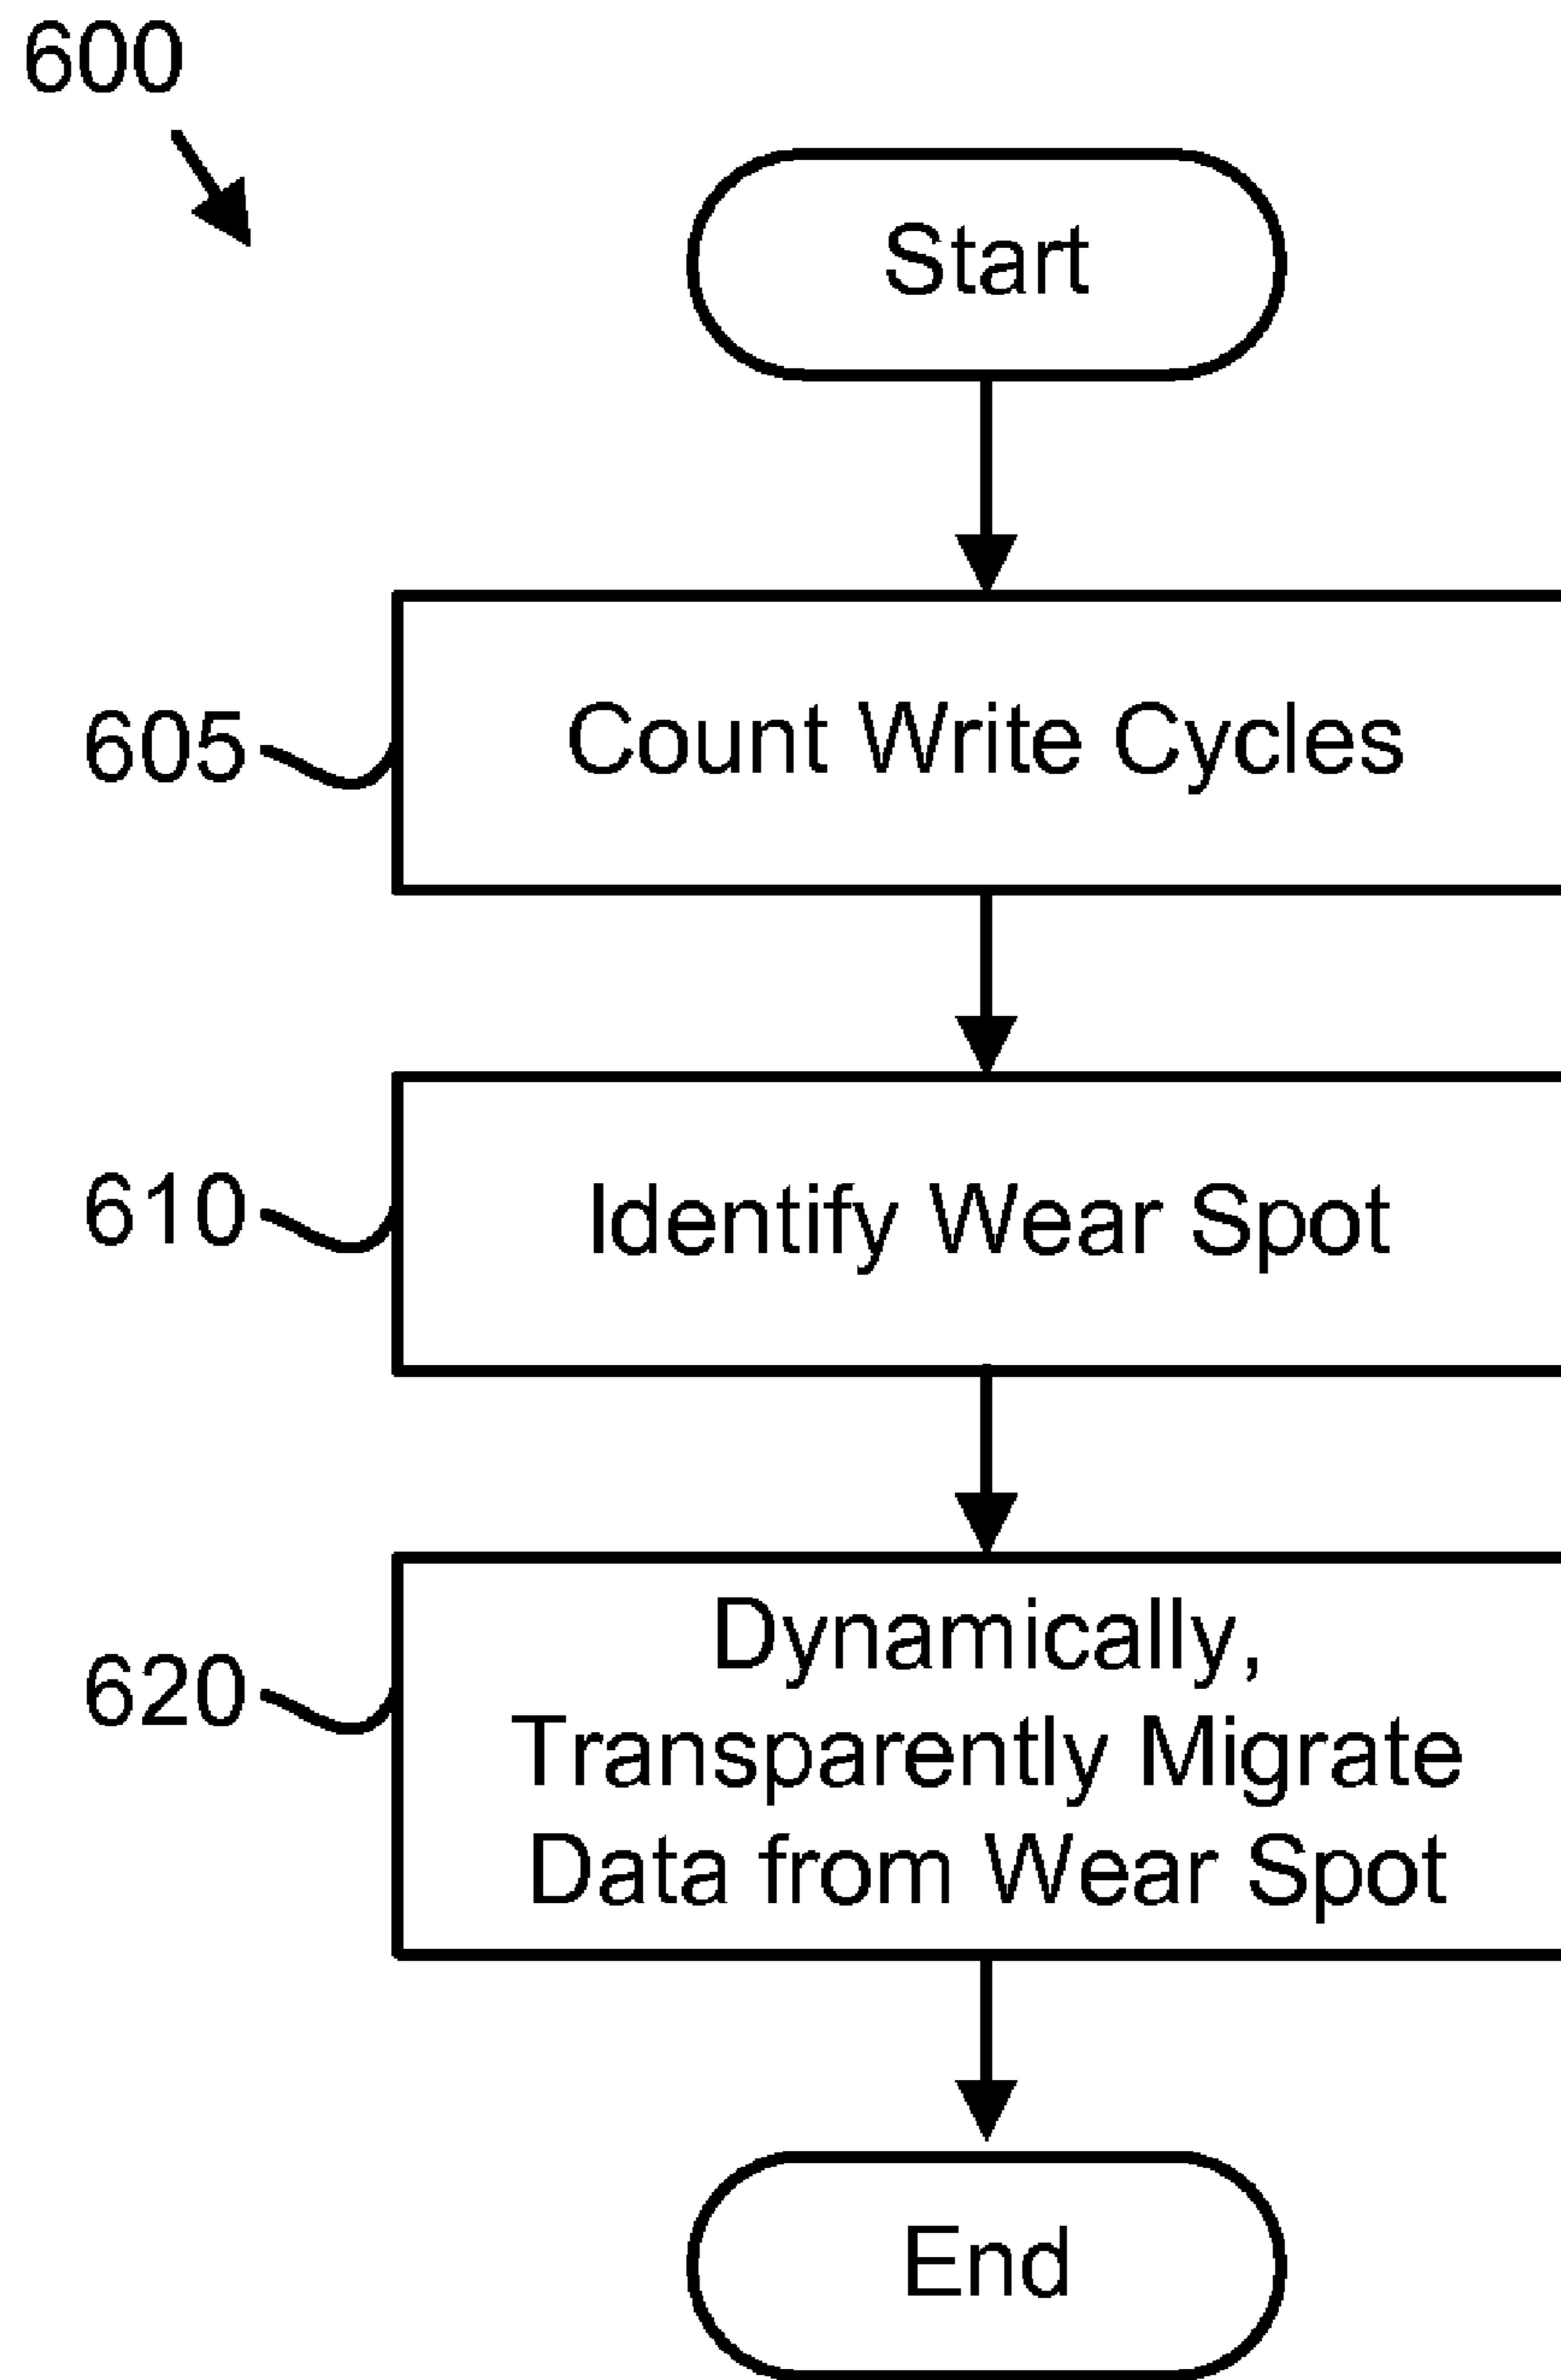 600
Start
605
Count Write Cycles
610
Identify Wear Spot
620
Dynamically,
Transparently Migrate
Data from Wear Spot
End